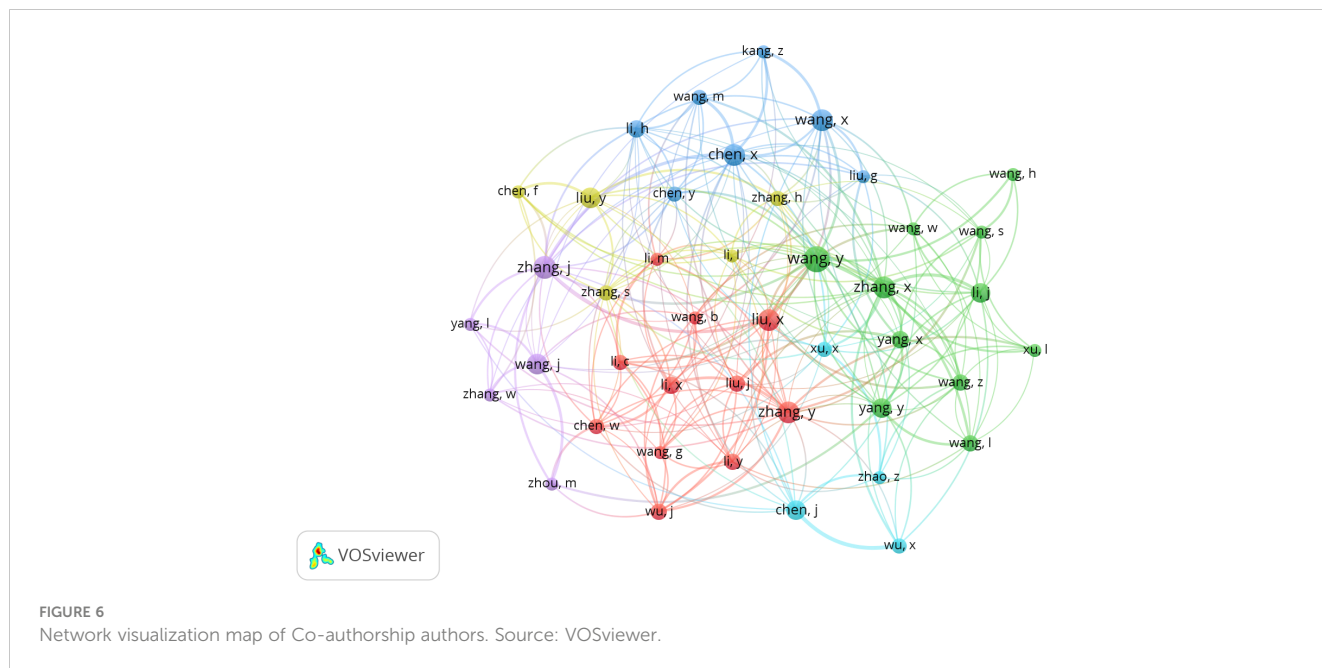 kang, z
wang, m
wang, x
li, h
chen, x
liu, g
wang, h
chen, f
liu, y
chen, y
zhang, h
wang, w
wang, s
li, m
li, l
wang, y
zhang, j
zhang, x
zhang, s
li, j
yang, l
wang, b
liu, x
xu, x
yang, x
xu, l
wang, j
li, c
zhang, w
li, x
liu, j
wang, z
zhang, y
yang, y
chen, w
wang, g
li, y
wang, l
zhou, m
zhao, z
wu, j
chen, j
wu, x
VOSviewer
FIGURE 6
Network visualization map of Co-authorship authors. Source: VOSviewer.